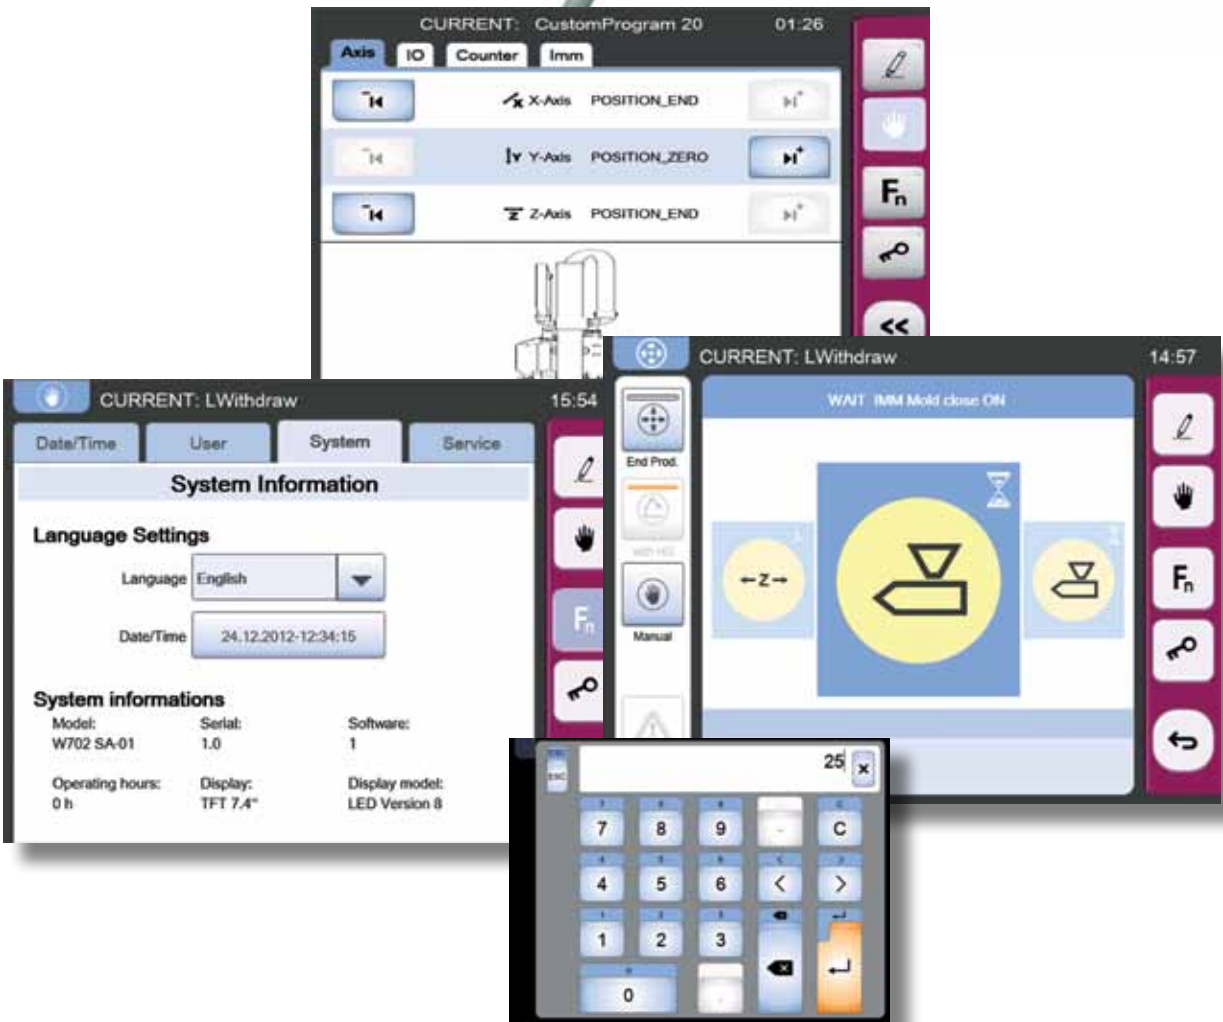 CURRENT: CustomProgram 20 01:26
Axis IO Counter Imm
X X-Axis POSITION_END
Y Y-Axis POSITION_ZERO
Z Z-Axis POSITION_END
Fn
<<
CURRENT: LWithdraw 15:54
Date/Time User System Service
System Information
Language Settings
Language English
Date/Time 24.12.2012-12:34:15
System informations
Model: Serial: Software:
W702 SA-01 1.0 1
Operating hours: Display: Display model:
0 h TFT 7.4" LED Version 8
Fn
CURRENT: LWithdraw 14:57
WAIT IMM Mold close ON
End Prod.
Manual
←Z→
Fn
ESC
25
7 8 9 - C
4 5 6 < >
1 2 3
0 .